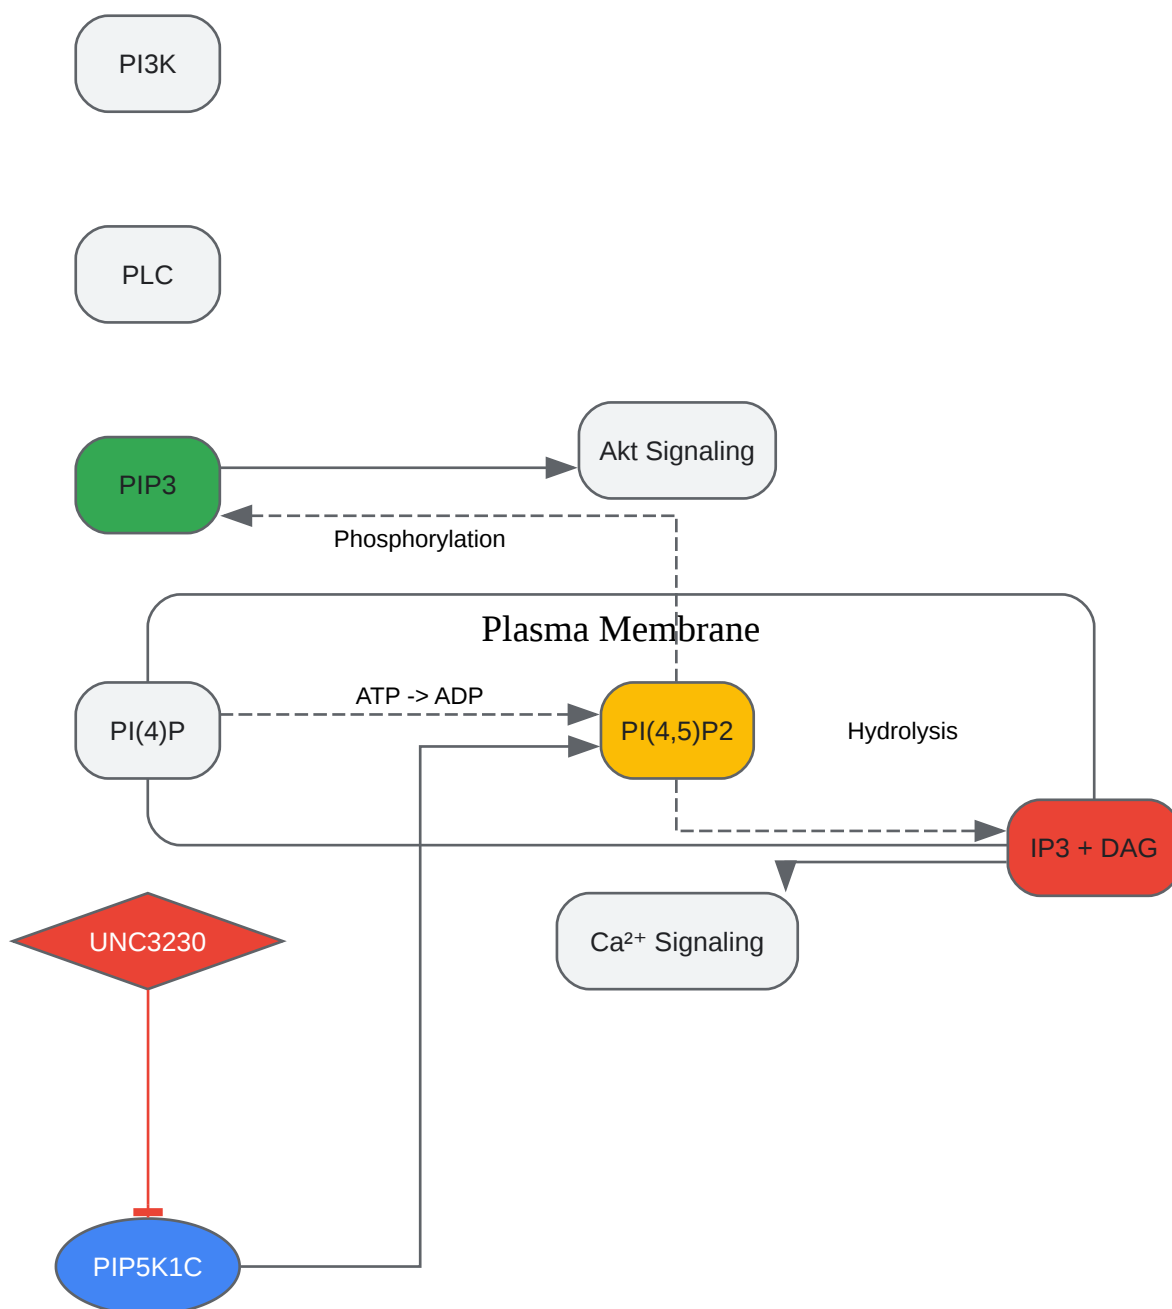 PI3K
PLC
Akt Signaling
PIP3
Phosphorylation
Plasma Membrane
ATP -> ADP
PI(4)P
PI(4,5)P2
Hydrolysis
IP3 + DAG
UNC3230
Ca²⁺ Signaling
PIP5K1C